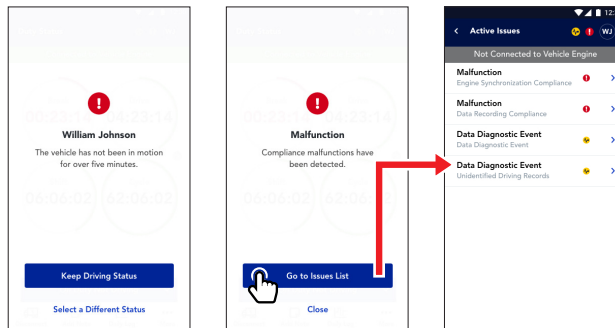 William Johnson
The vehicle has not been in motion
for over five minutes.
Keep Driving Status
Select a Different Status
Malfunction
Compliance malfunctions have
been detected.
Go to Issues List
Close
12:
Active Issues
WJ
Not Connected to Vehicle Engine
Malfunction
Engine Synchronization Compliance
Malfunction
Data Recording Compliance
Data Diagnostic Event
Data Diagnostic Event
Data Diagnostic Event
Unidentified Driving Records